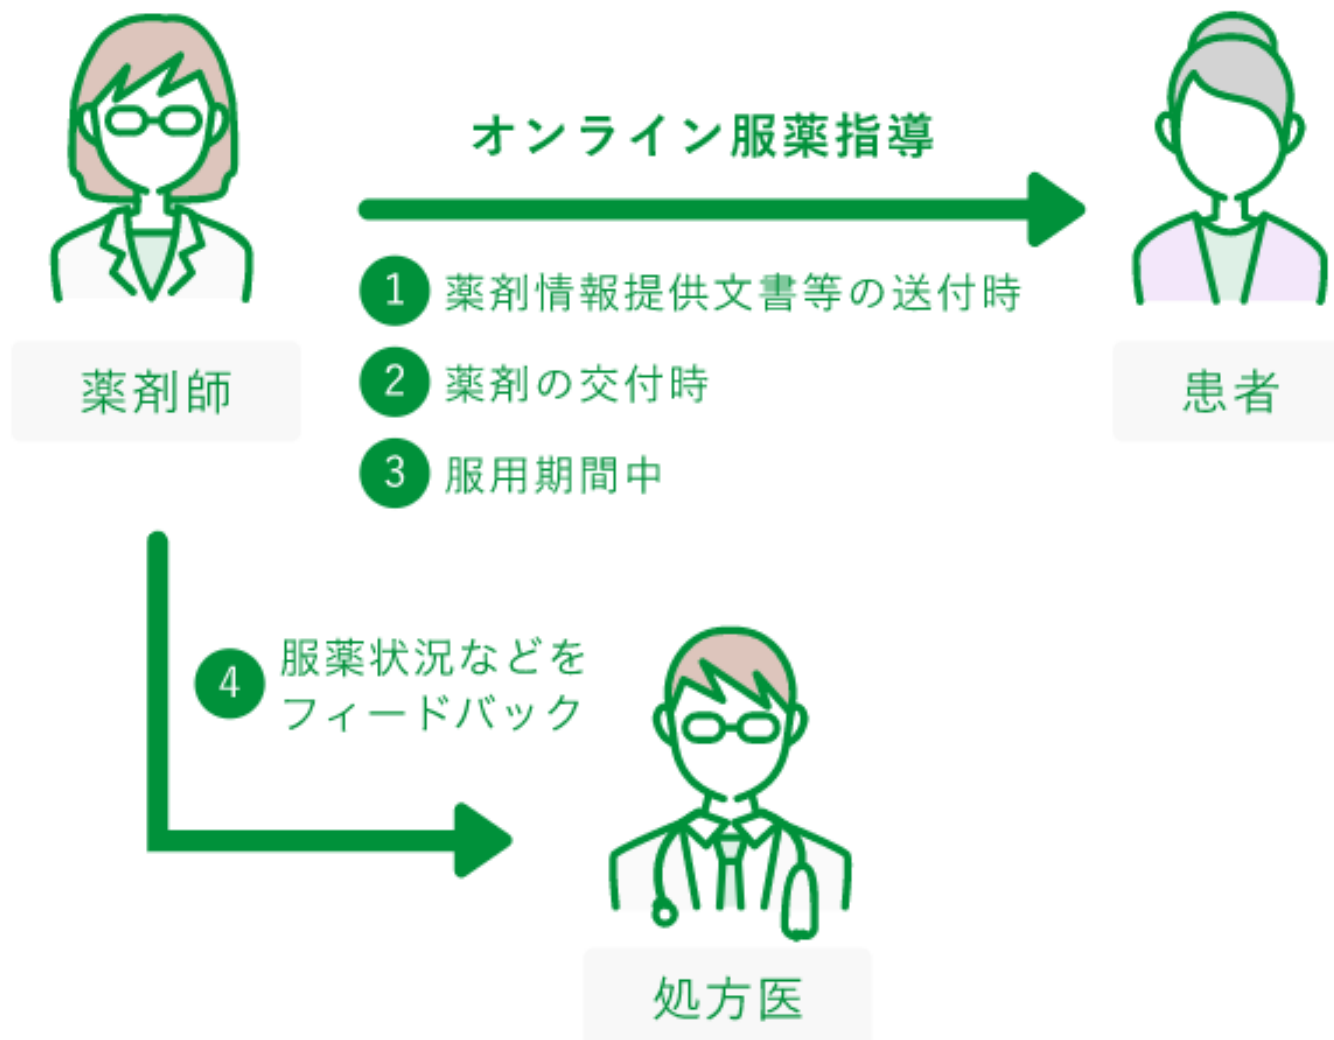 オンライン服薬指導
1 薬剤情報提供文書等の送付時
2 薬剤の交付時
3 服用期間中
薬剤師
患者
4 服薬状況などを
フィードバック
処方医